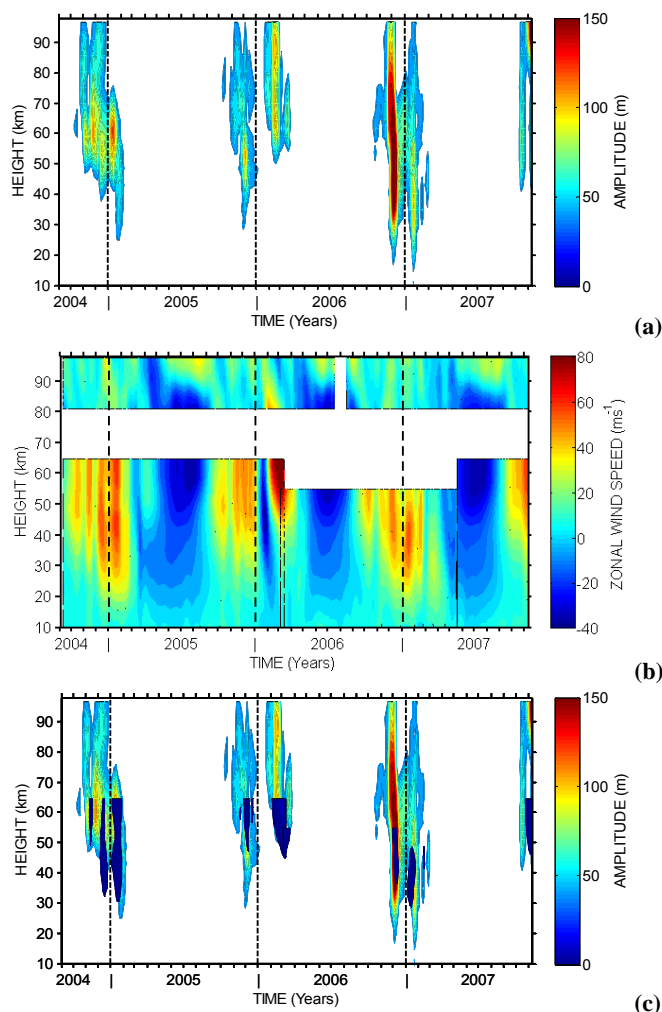 90
80
70
60
50
40
30
20
10
HEIGHT (km)
2004 | 2005 | 2006 | 2007
TIME (Years)
150
100
50
0
AMPLITUDE (m)
(a)
90
80
70
60
50
40
30
20
10
HEIGHT (km)
2004 | 2005 | 2006 | 2007
TIME (Years)
80
60
40
20
0
-20
-40
ZONAL WIND SPEED (ms⁻¹)
(b)
90
80
70
60
50
40
30
20
10
HEIGHT (km)
2004 | 2005 | 2006 | 2007
TIME (Years)
150
100
50
0
AMPLITUDE (m)
(c)